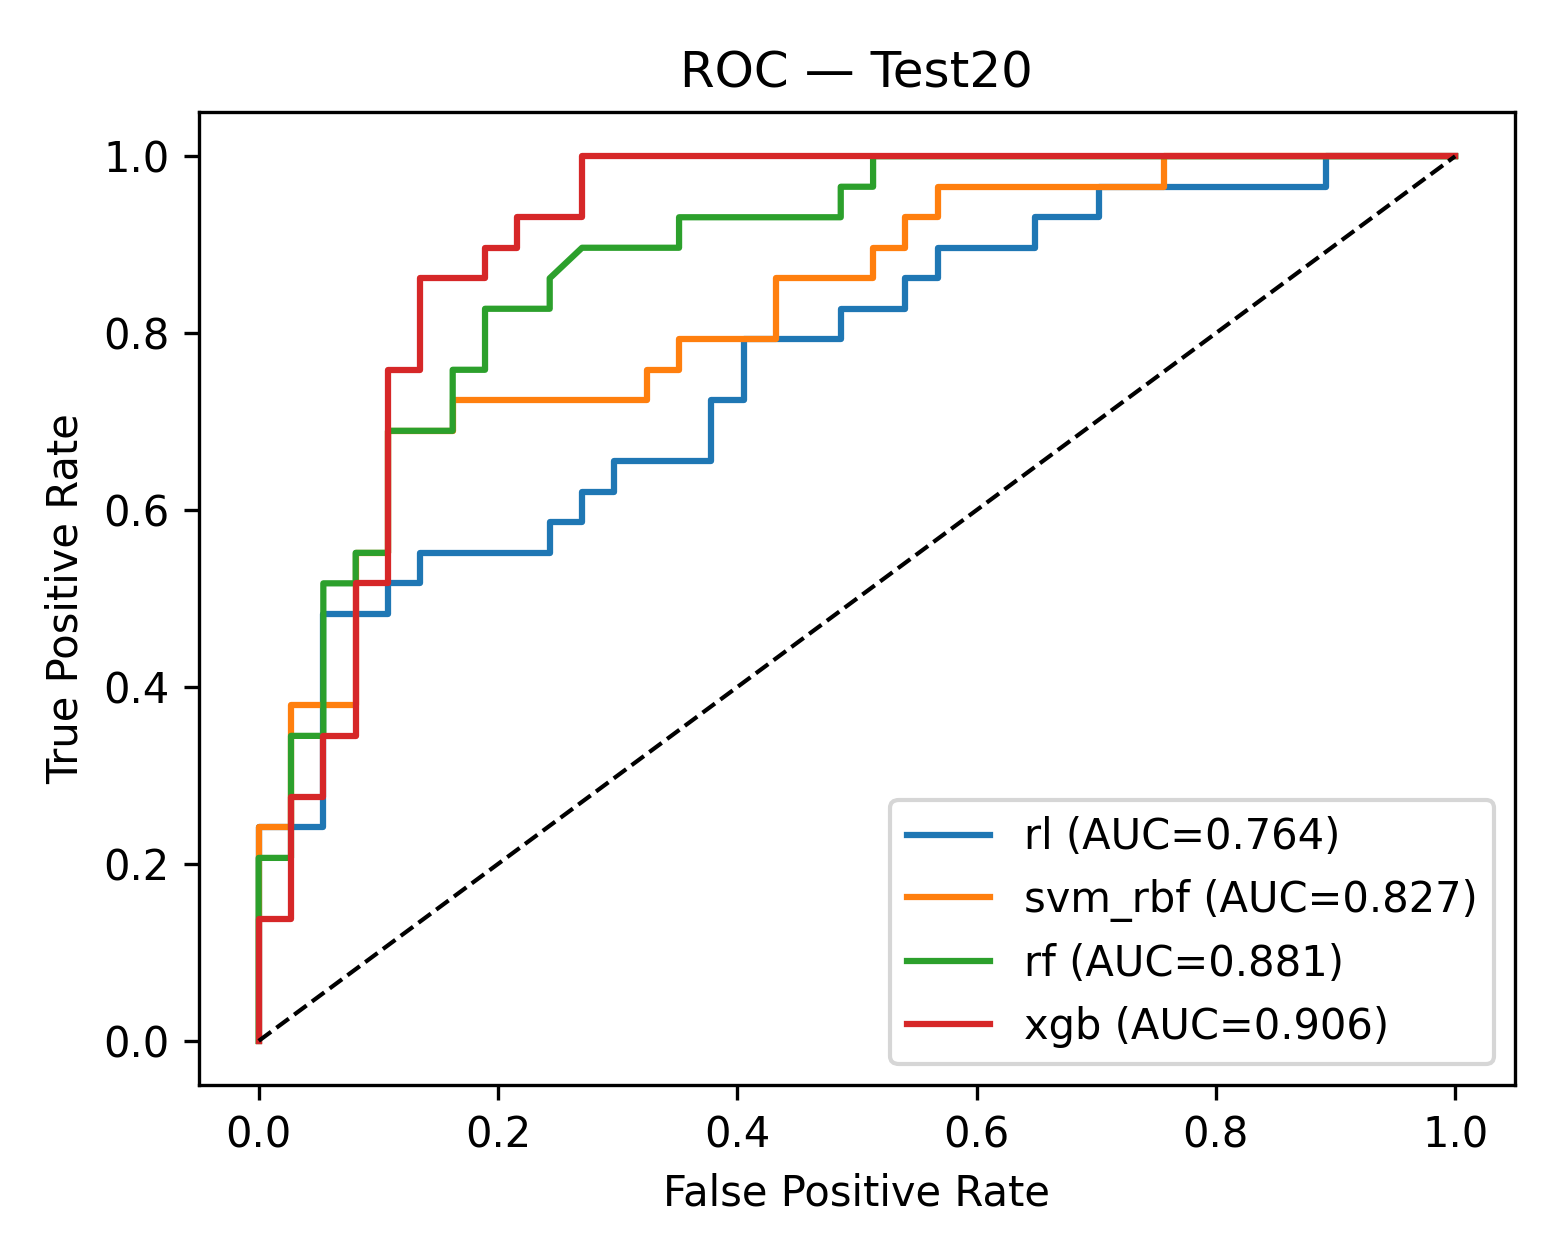 ROC — Test20
True Positive Rate
1.0
0.8
0.6
0.4
0.2
0.0
rl (AUC=0.764)
svm_rbf (AUC=0.827)
rf (AUC=0.881)
xgb (AUC=0.906)
0.0 0.2 0.4 0.6 0.8 1.0
False Positive Rate